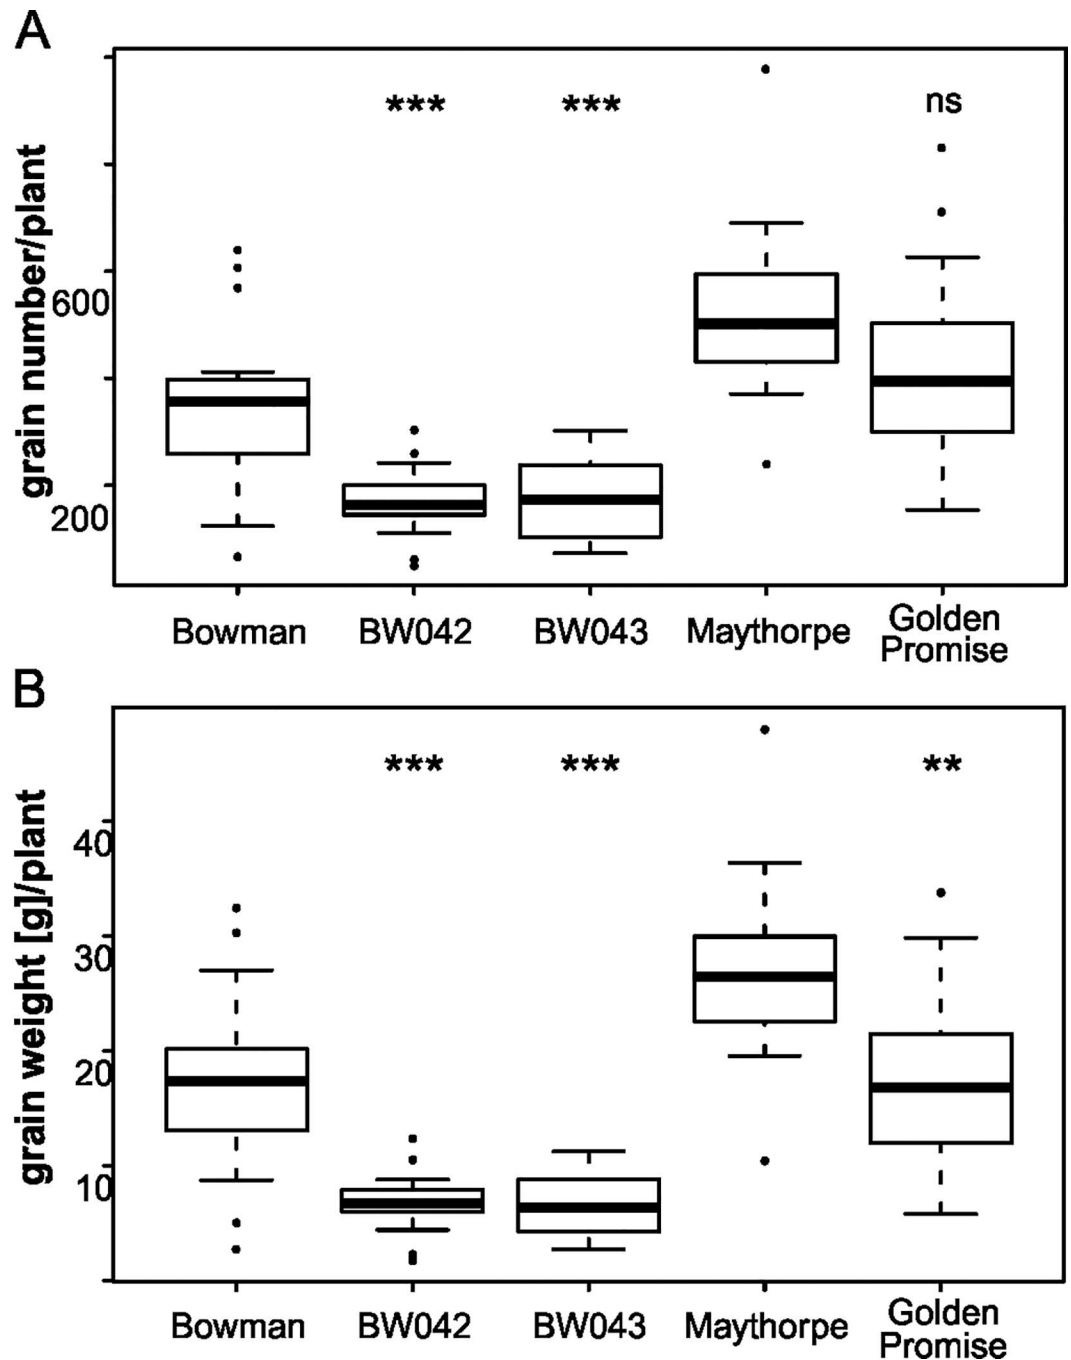 A
grain number/plant
600
200
***
***
ns
Bowman
BW042
BW043
Maythorpe
Golden
Promise
B
grain weight [g]/plant
40
30
20
10
***
***
**
Bowman
BW042
BW043
Maythorpe
Golden
Promise